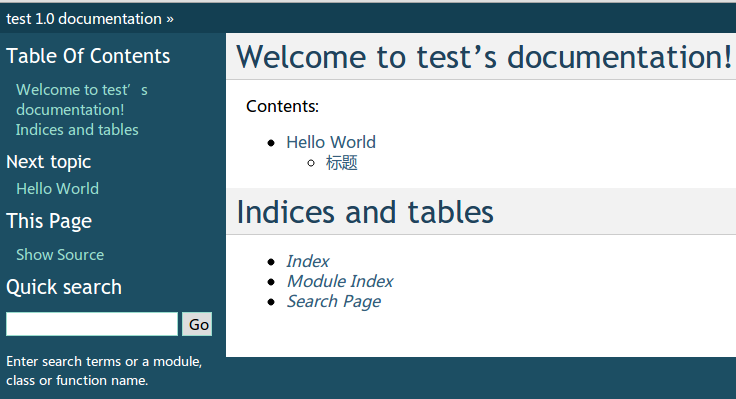 test 1.0 documentation »
Table Of Contents
Welcome to test’s
documentation!
Indices and tables
Next topic
Hello World
This Page
Show Source
Quick search
Go
Enter search terms or a module,
class or function name.
Welcome to test’s documentation!
Contents:
Hello World
标题
Indices and tables
Index
Module Index
Search Page